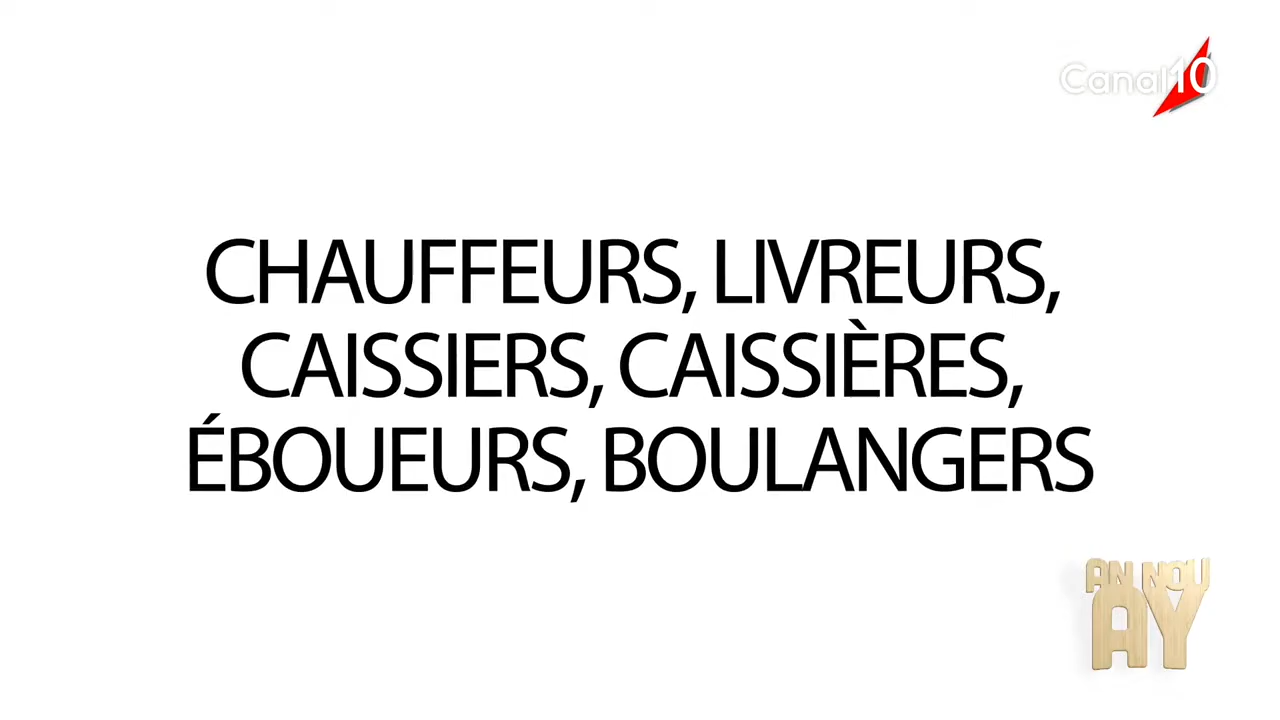 Canal10
CHAUFFEURS, LIVREURS,
CAISSIERS, CAISSIÈRES,
ÉBOUEURS, BOULANGERS
AN NOU
AY